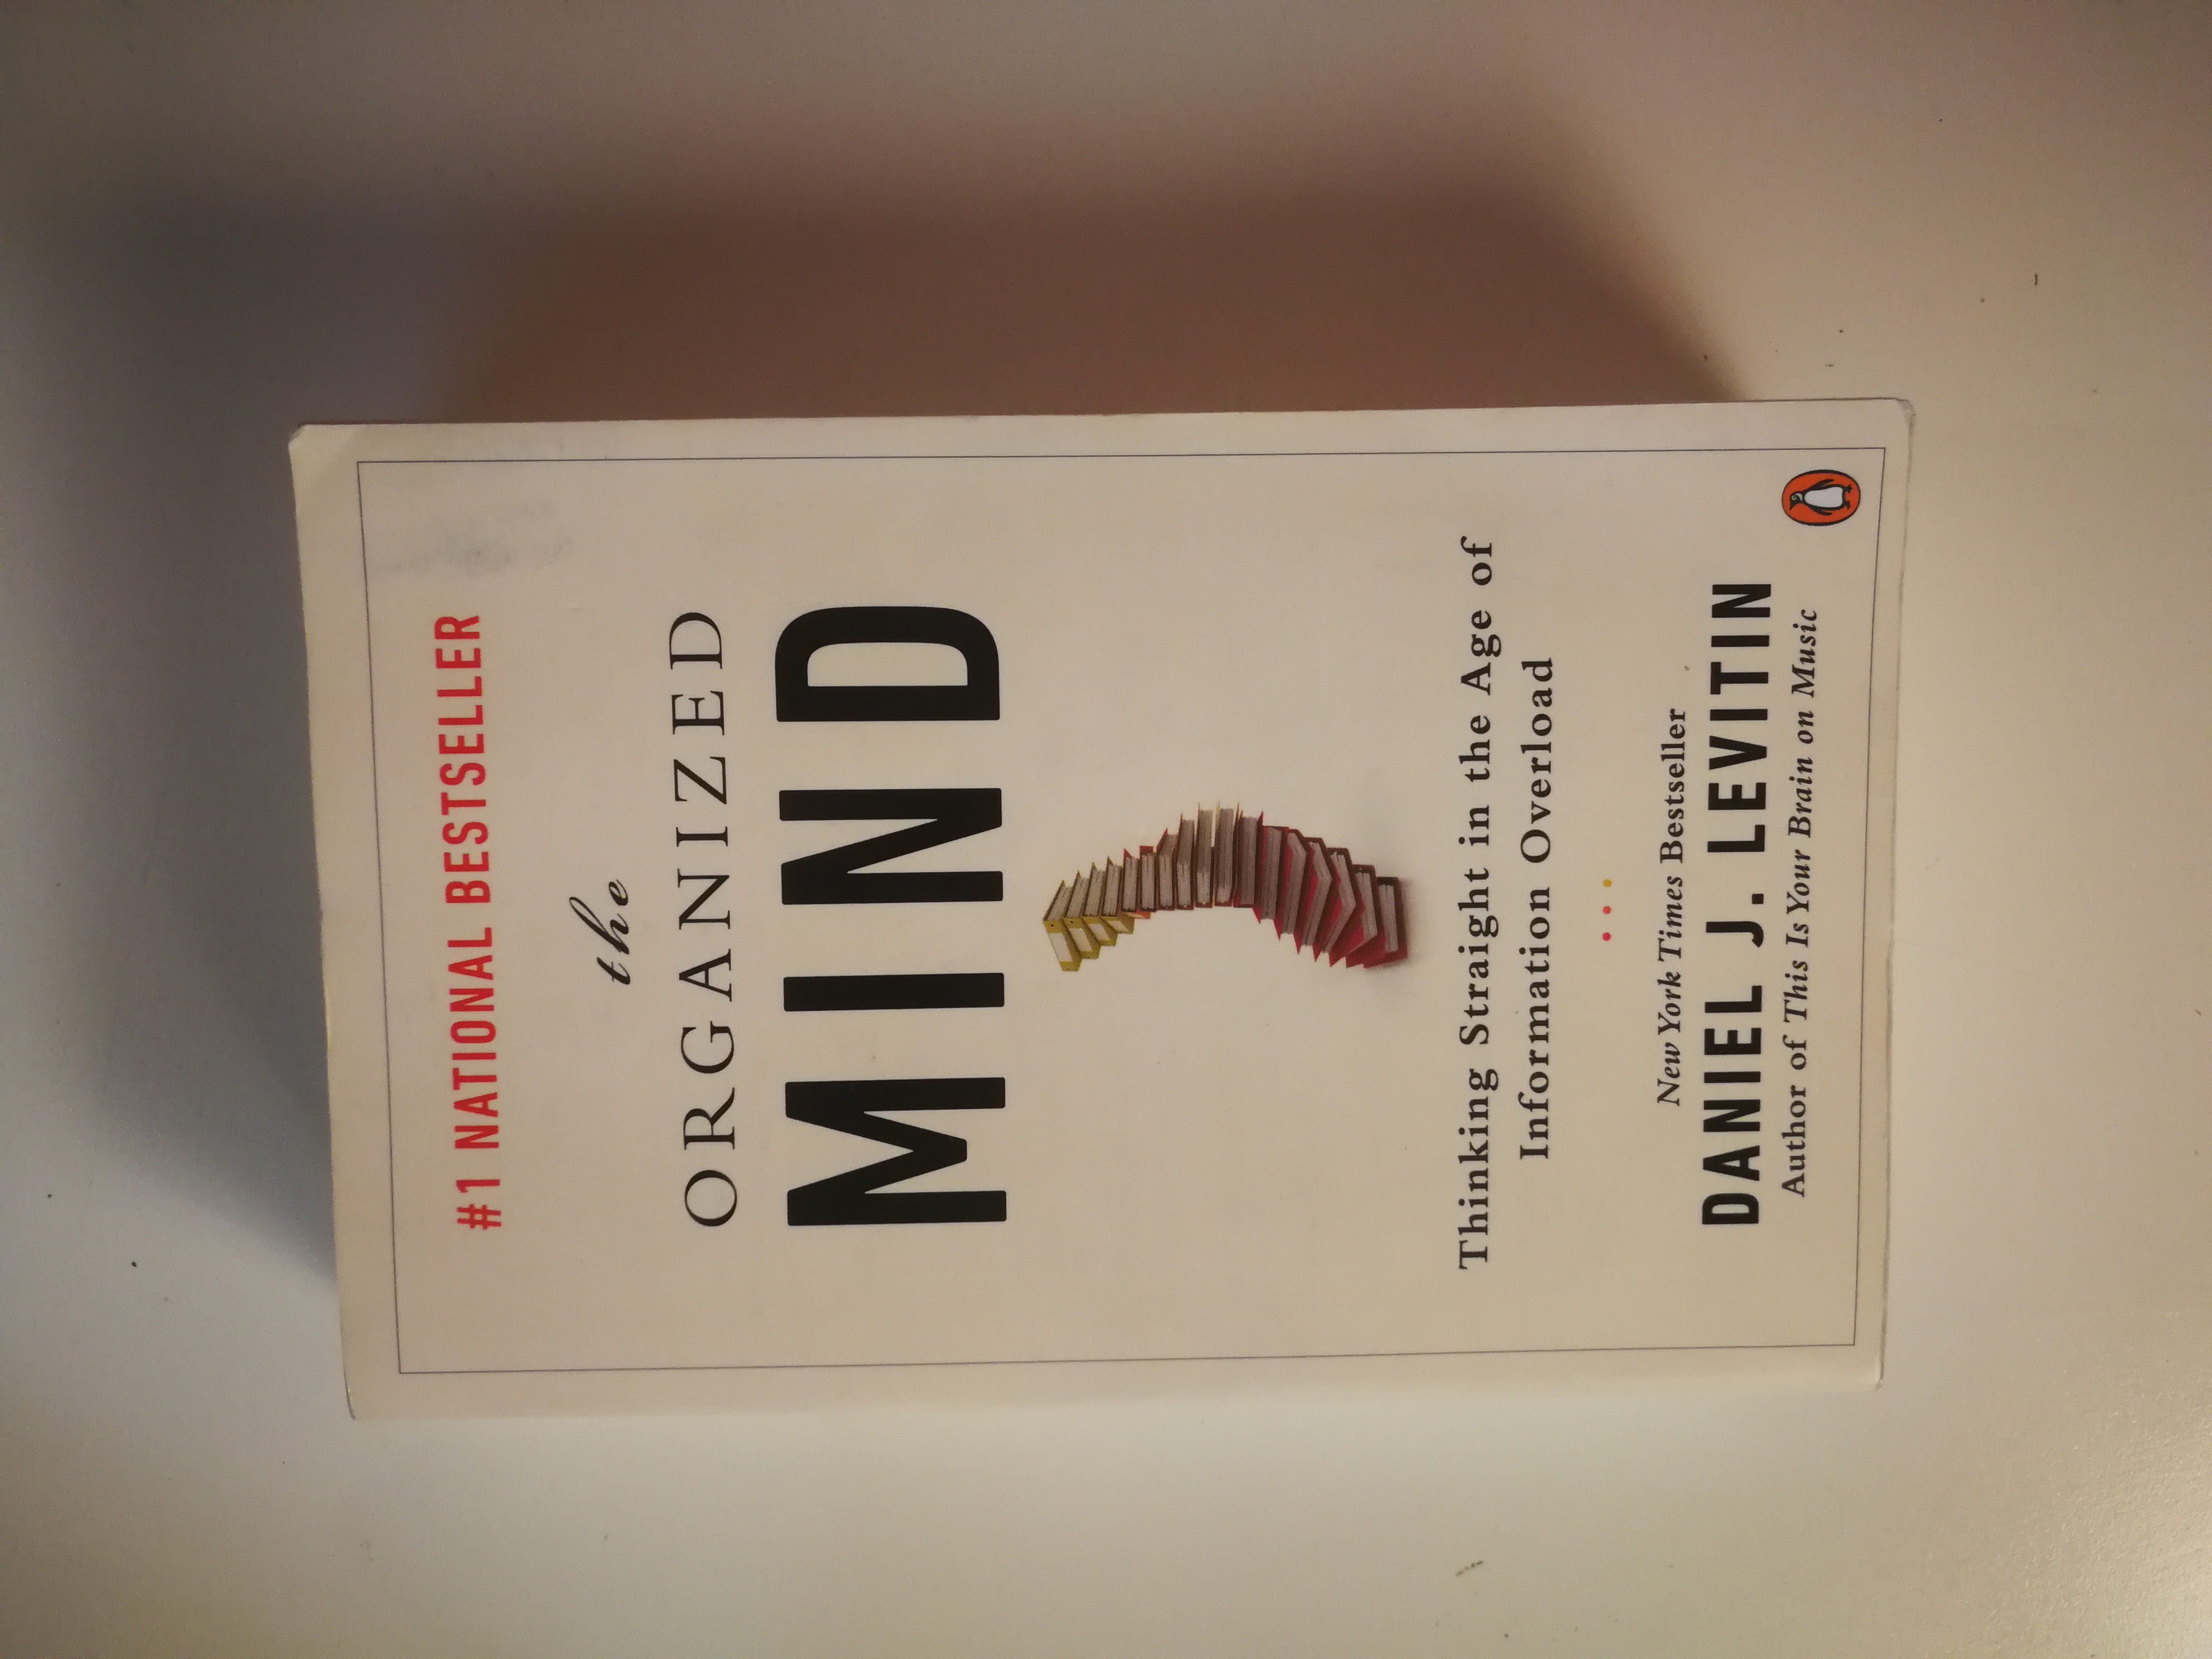 #1 NATIONAL BESTSELLER
the
ORGANIZED
MIND
Thinking Straight in the Age of
Information Overload
New York Times Bestseller
DANIEL J. LEVITIN
Author of This Is Your Brain on Music